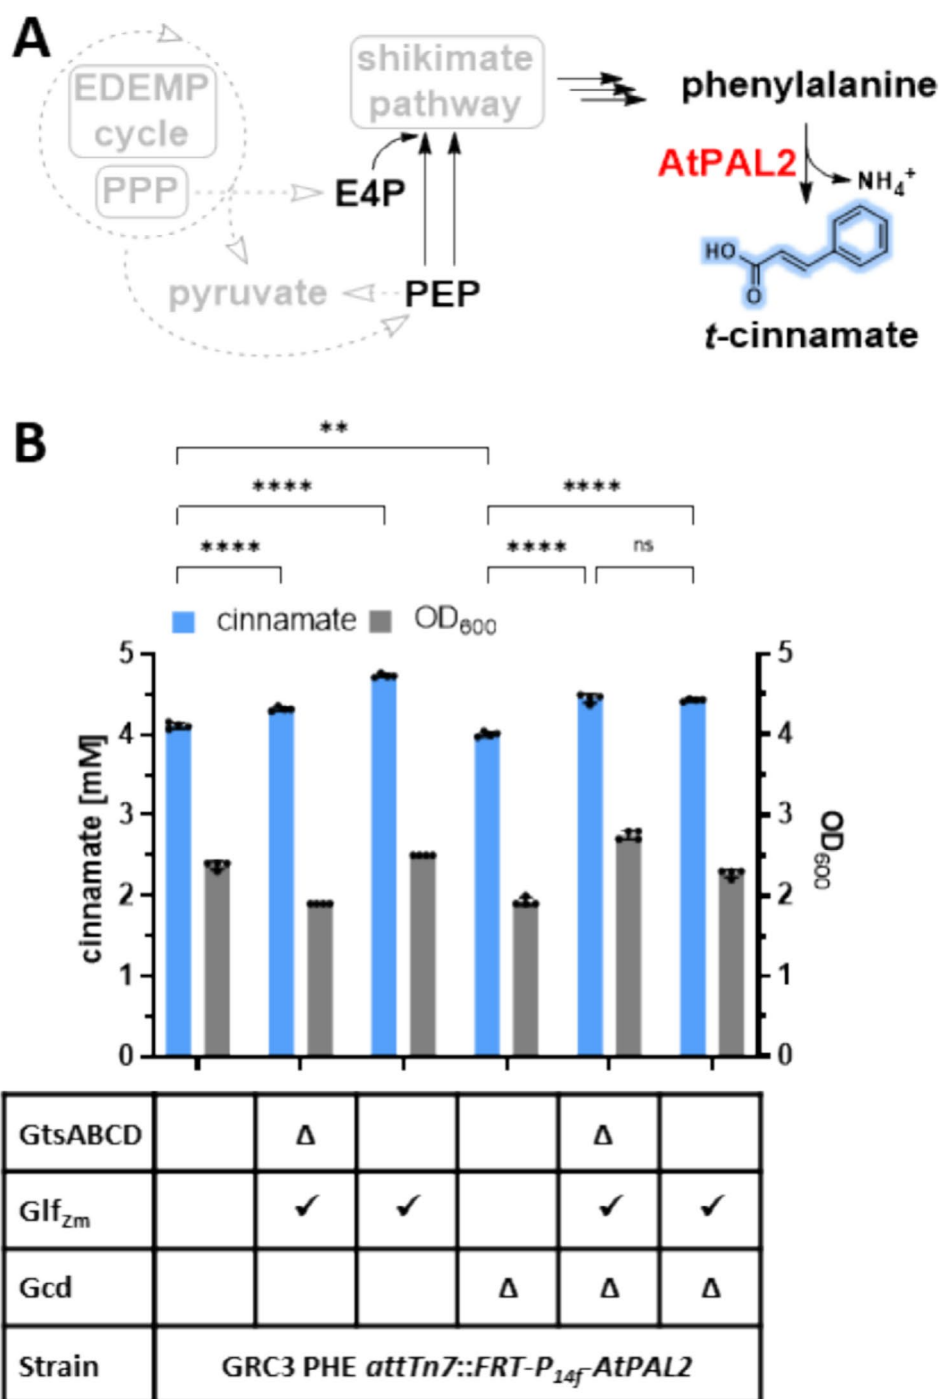 A
EDEMP
cycle
PPP
shikimate
pathway
phenylalanine
AtPAL2
NH₄⁺
E4P
HO
O
pyruvate
PEP
t-cinnamate
B
**
**** ****
**** **** ns
cinnamate OD₆₀₀
5 5
4 4
3 3
2 2
1 1
0 0
cinnamate [mM]
OD₆₀₀
GtsABCD Δ Δ
Glf_Zm ✓ ✓ ✓ ✓
Gcd Δ Δ Δ
Strain GRC3 PHE attTn7::FRT-P₁₄f-AtPAL2